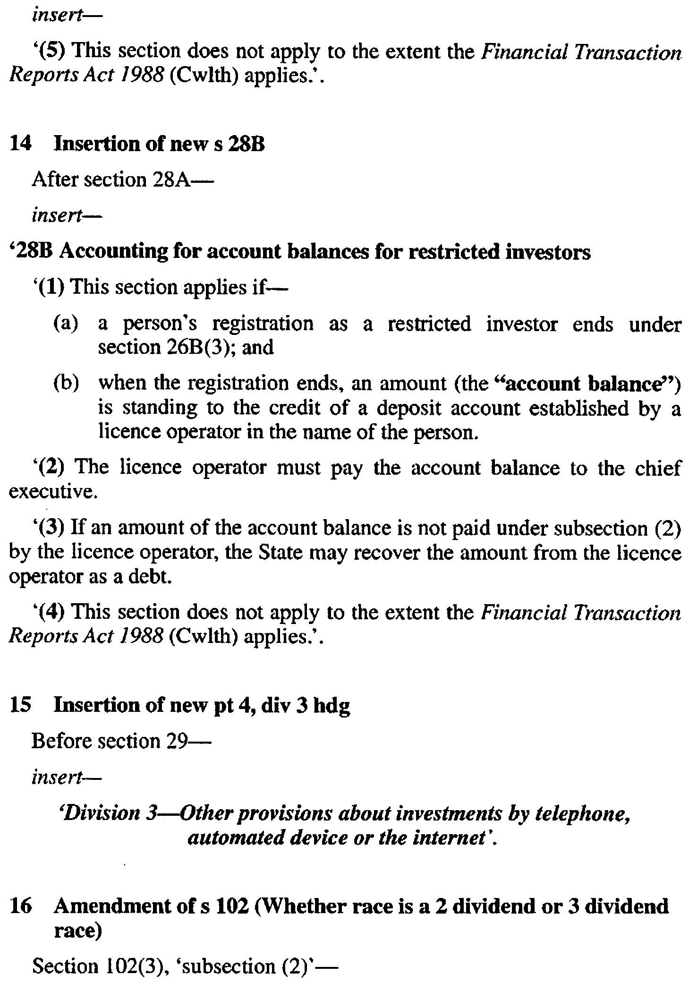 insert—
‘(5) This section does not apply to the extent the Financial Transaction
Reports Act 1988 (Cwlth) applies.’.
14 Insertion of new s 28B
After section 28A—
insert—
‘28B Accounting for account balances for restricted investors
‘(1) This section applies if—
(a) a person’s registration as a restricted investor ends under
section 26B(3); and
(b) when the registration ends, an amount (the “account balance”)
is standing to the credit of a deposit account established by a
licence operator in the name of the person.
‘(2) The licence operator must pay the account balance to the chief
executive.
‘(3) If an amount of the account balance is not paid under subsection (2)
by the licence operator, the State may recover the amount from the licence
operator as a debt.
‘(4) This section does not apply to the extent the Financial Transaction
Reports Act 1988 (Cwlth) applies.’.
15 Insertion of new pt 4, div 3 hdg
Before section 29—
insert—
‘Division 3—Other provisions about investments by telephone,
automated device or the internet’.
16 Amendment of s 102 (Whether race is a 2 dividend or 3 dividend
race)
Section 102(3), ‘subsection (2)’—